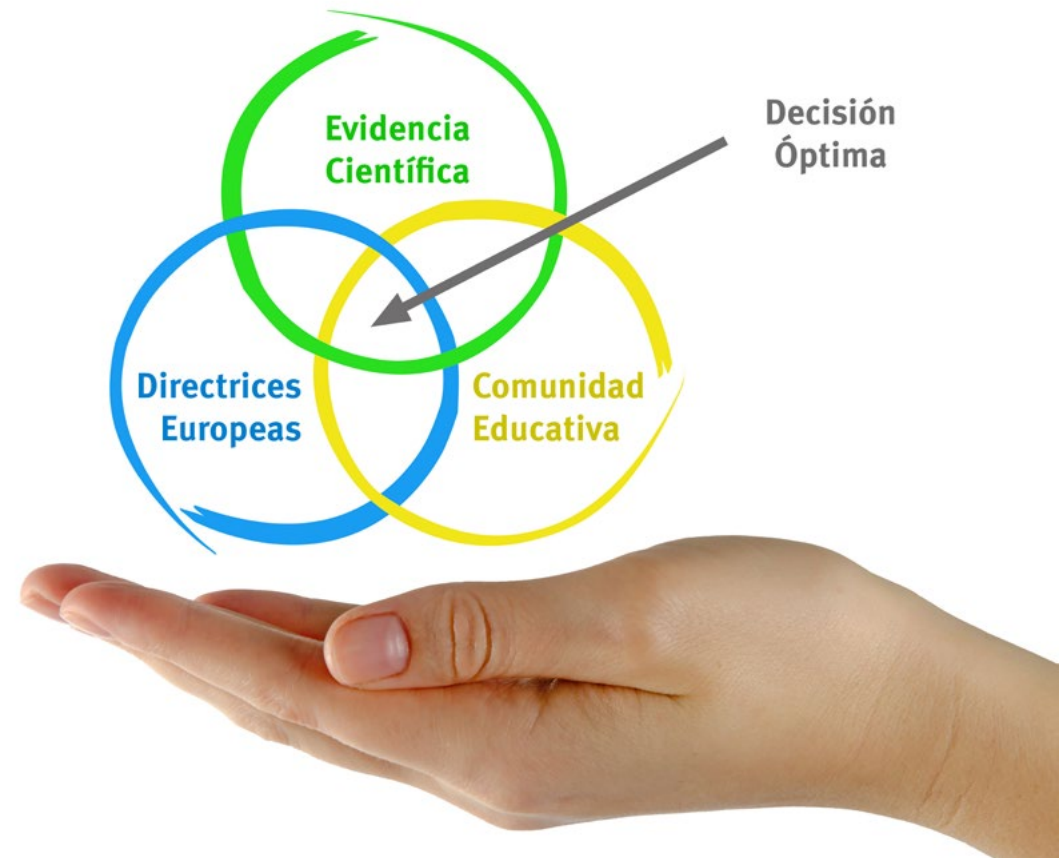 Evidencia
Científica
Decisión
Óptima
Directrices
Europeas
Comunidad
Educativa